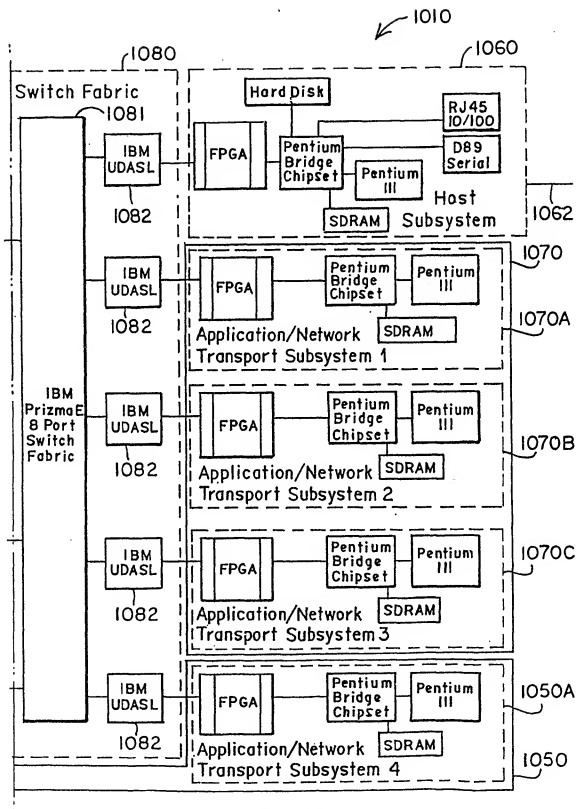 1010
1080
1060
Switch Fabric
1081
Hard Disk
RJ45
10/100
IBM
UDASL
FPGA
Pentium
Bridge
Chipset
D89
Serial
Pentium
III
1082
SDRAM
Host
Subsystem
1062
IBM
UDASL
1082
FPGA
Pentium
Bridge
Chipset
Pentium
III
SDRAM
Application/Network
Transport Subsystem 1
1070
1070A
IBM
PrizmaE
8 Port
Switch
Fabric
IBM
UDASL
1082
FPGA
Pentium
Bridge
Chipset
Pentium
III
SDRAM
Application/Network
Transport Subsystem 2
1070B
IBM
UDASL
1082
FPGA
Pentium
Bridge
Chipset
Pentium
III
SDRAM
Application/Network
Transport Subsystem 3
1070C
IBM
UDASL
1082
FPGA
Pentium
Bridge
Chipset
Pentium
III
SDRAM
Application/Network
Transport Subsystem 4
1050A
1050